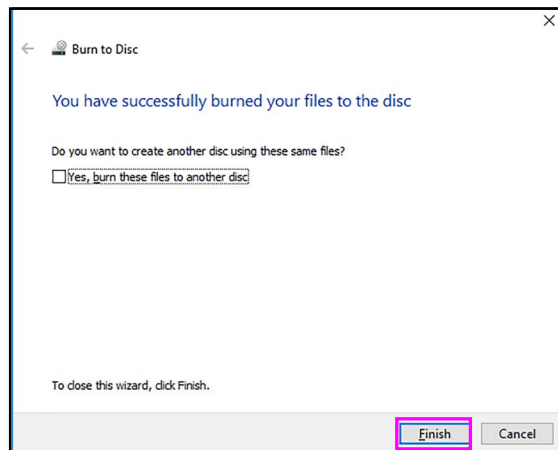 Burn to Disc
You have successfully burned your files to the disc
Do you want to create another disc using these same files?
Yes, burn these files to another disc
To close this wizard, click Finish.
Finish Cancel